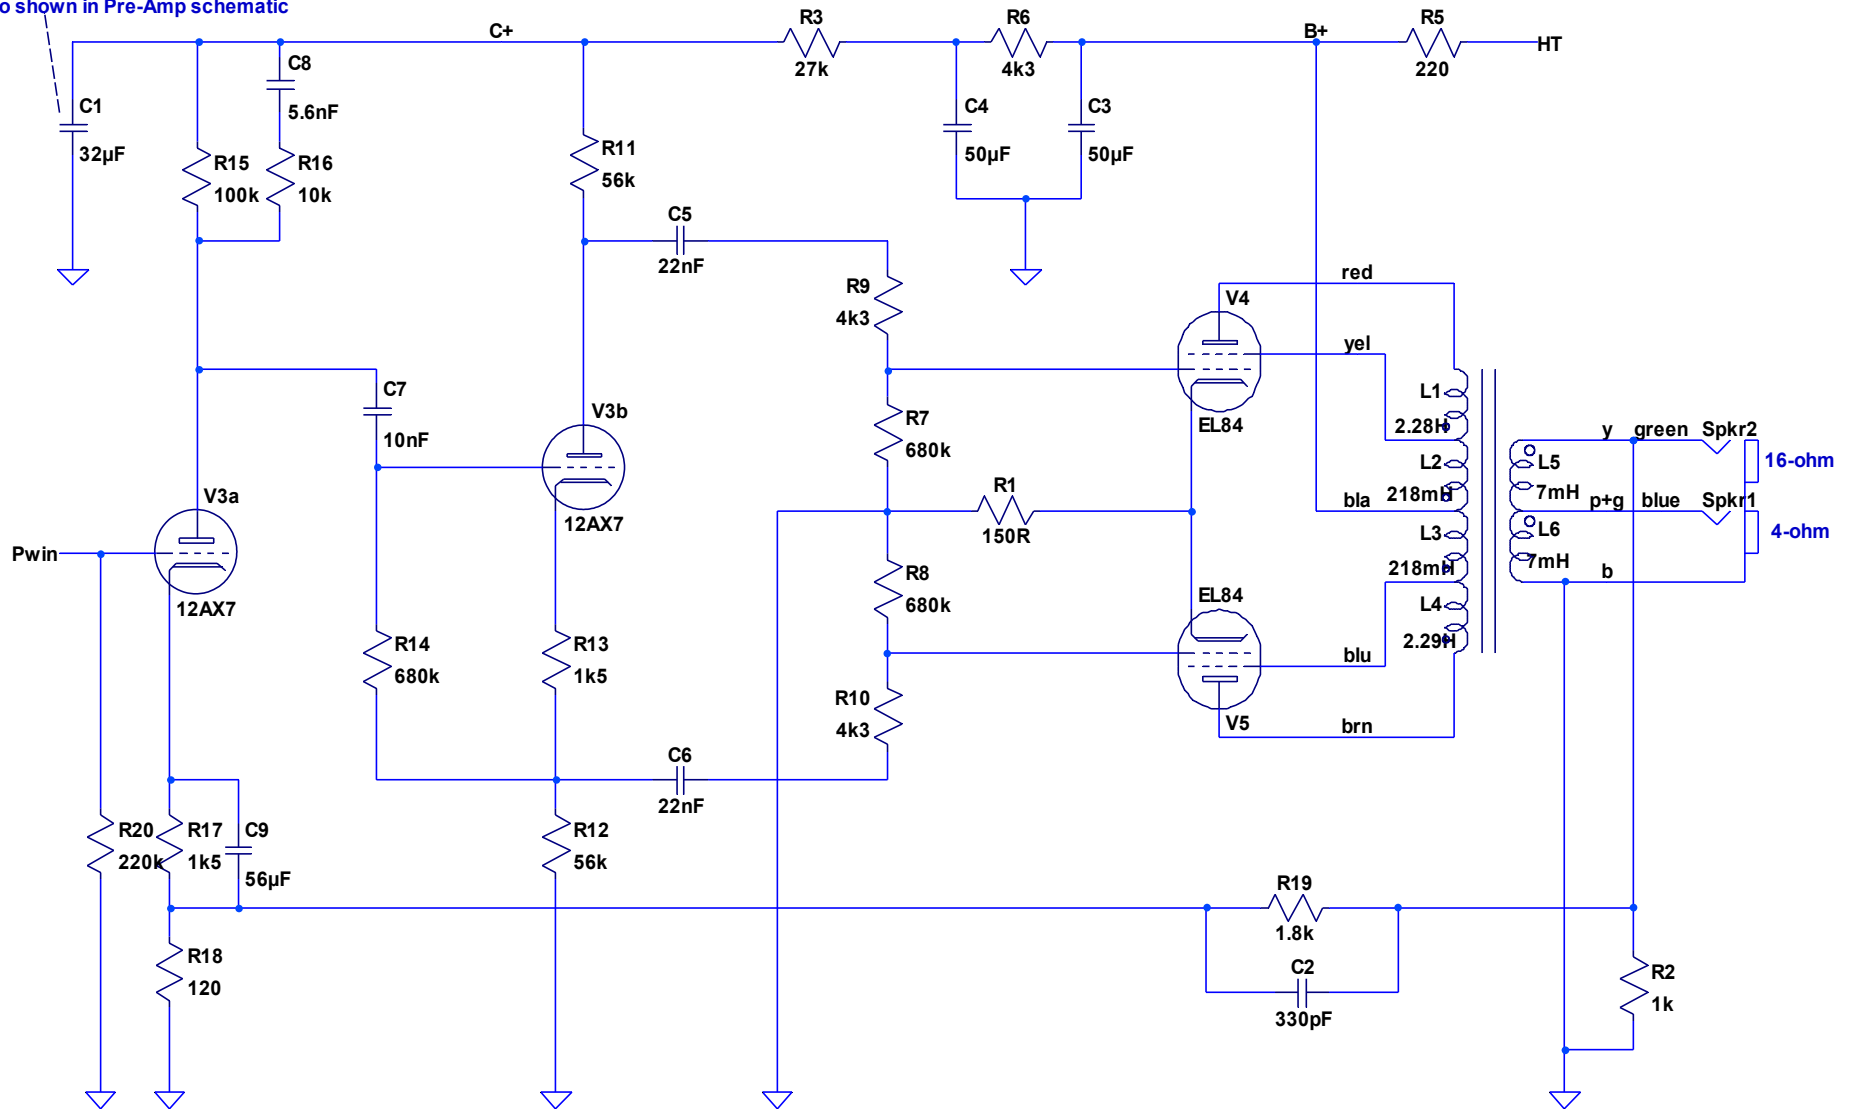 o shown in Pre-Amp schematic
C1
32µF
C8
5.6nF
R15
100k
R16
10k
C+
R11
56k
R3
27k
R6
4k3
C4
50µF
C3
50µF
B+
R5
220
HT
C5
22nF
R9
4k3
C7
10nF
V3b
12AX7
V3a
12AX7
Pwin
R7
680k
R1
150R
R8
680k
R10
4k3
V4
EL84
EL84
V5
red
yel
bla
blu
brn
L1
2.28H
L2
218mH
L3
218mH
L4
2.29H
L5
7mH
L6
7mH
y
green
Spkr2
16-ohm
p+g
blue
Spkr1
4-ohm
b
R14
680k
R13
1k5
C6
22nF
R20
220k
R17
1k5
C9
56µF
R12
56k
R18
120
R19
1.8k
C2
330pF
R2
1k